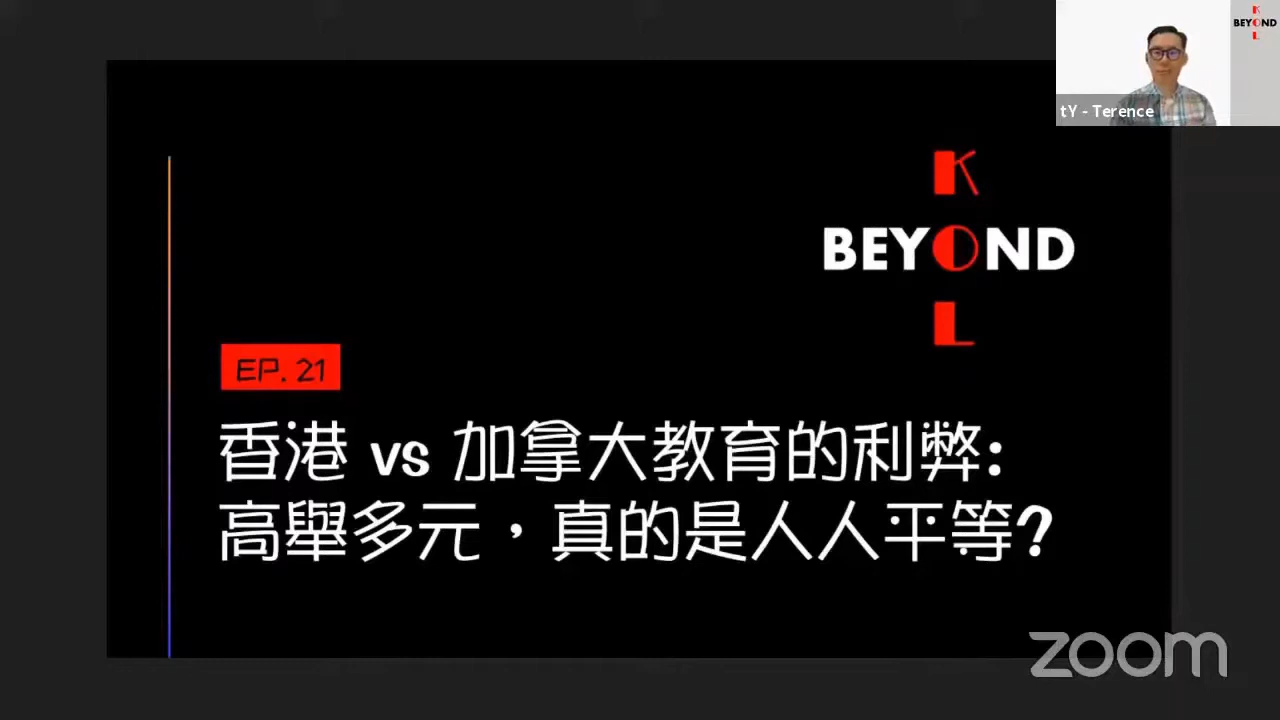 K
BEYOND
L
tY - Terence
K
BEYOND
L
EP. 21
香港 vs 加拿大教育的利弊:
高舉多元，真的是人人平等?
zoom